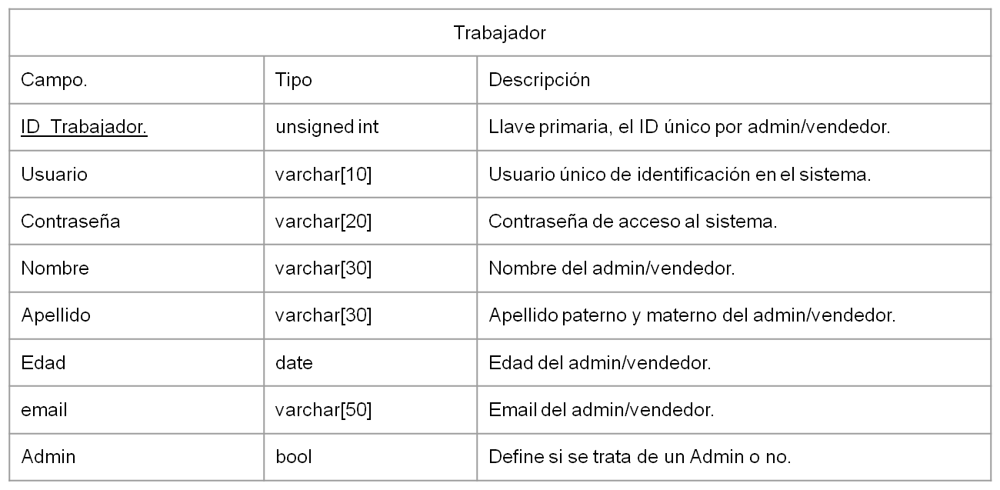 Trabajador
Campo. Tipo Descripción
ID_Trabajador. unsigned int Llave primaria, el ID único por admin/vendedor.
Usuario varchar[10] Usuario único de identificación en el sistema.
Contraseña varchar[20] Contraseña de acceso al sistema.
Nombre varchar[30] Nombre del admin/vendedor.
Apellido varchar[30] Apellido paterno y materno del admin/vendedor.
Edad date Edad del admin/vendedor.
email varchar[50] Email del admin/vendedor.
Admin bool Define si se trata de un Admin o no.